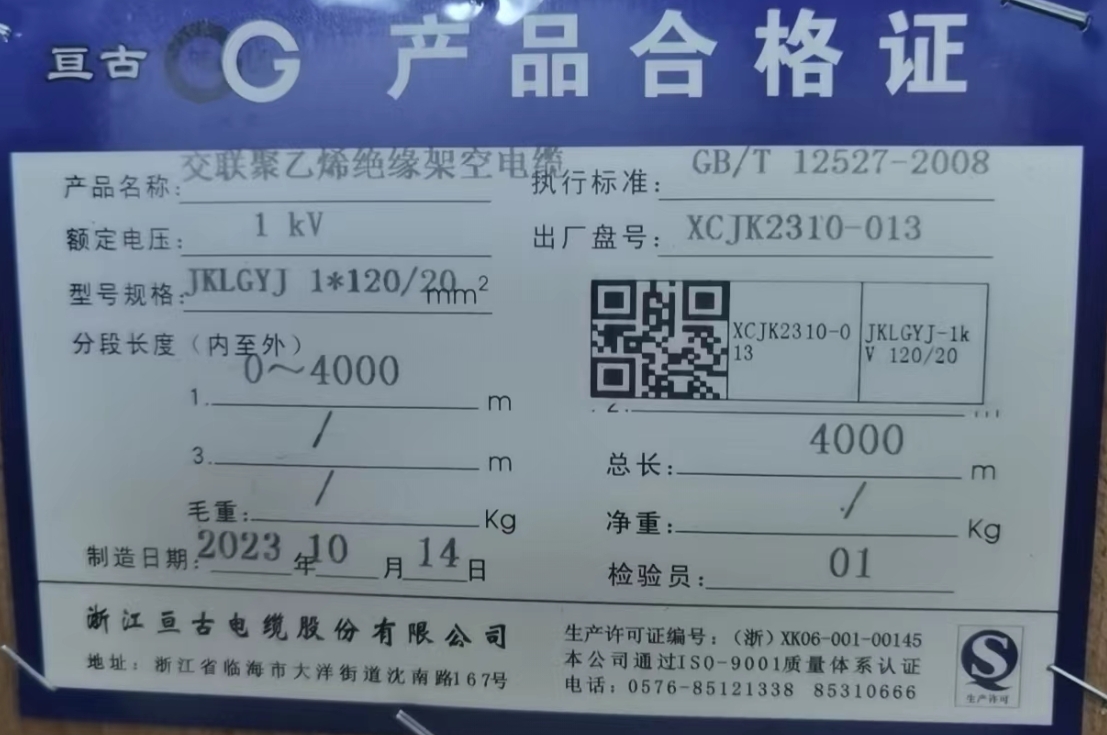 亘古 产品合格证
产品名称: 交联聚乙烯绝缘架空电缆 执行标准: GB/T 12527-2008
额定电压: 1 kV 出厂盘号: XCJK2310-013
型号规格: JKLGYJ 1*120/20 mm²
XCJK2310-013
JKLGYJ-1kV 120/20
分段长度（内至外）
1. 0～4000 m
2. m
3. / m 总长: 4000 m
毛重: / Kg 净重: / Kg
制造日期: 2023 年 10 月 14 日 检验员: 01
浙江亘古电缆股份有限公司
地址: 浙江省临海市大洋街道沈南路167号
生产许可证编号:（浙）XK06-001-00145
本公司通过ISO-9001质量体系认证
电话: 0576-85121338 85310666
生产许可